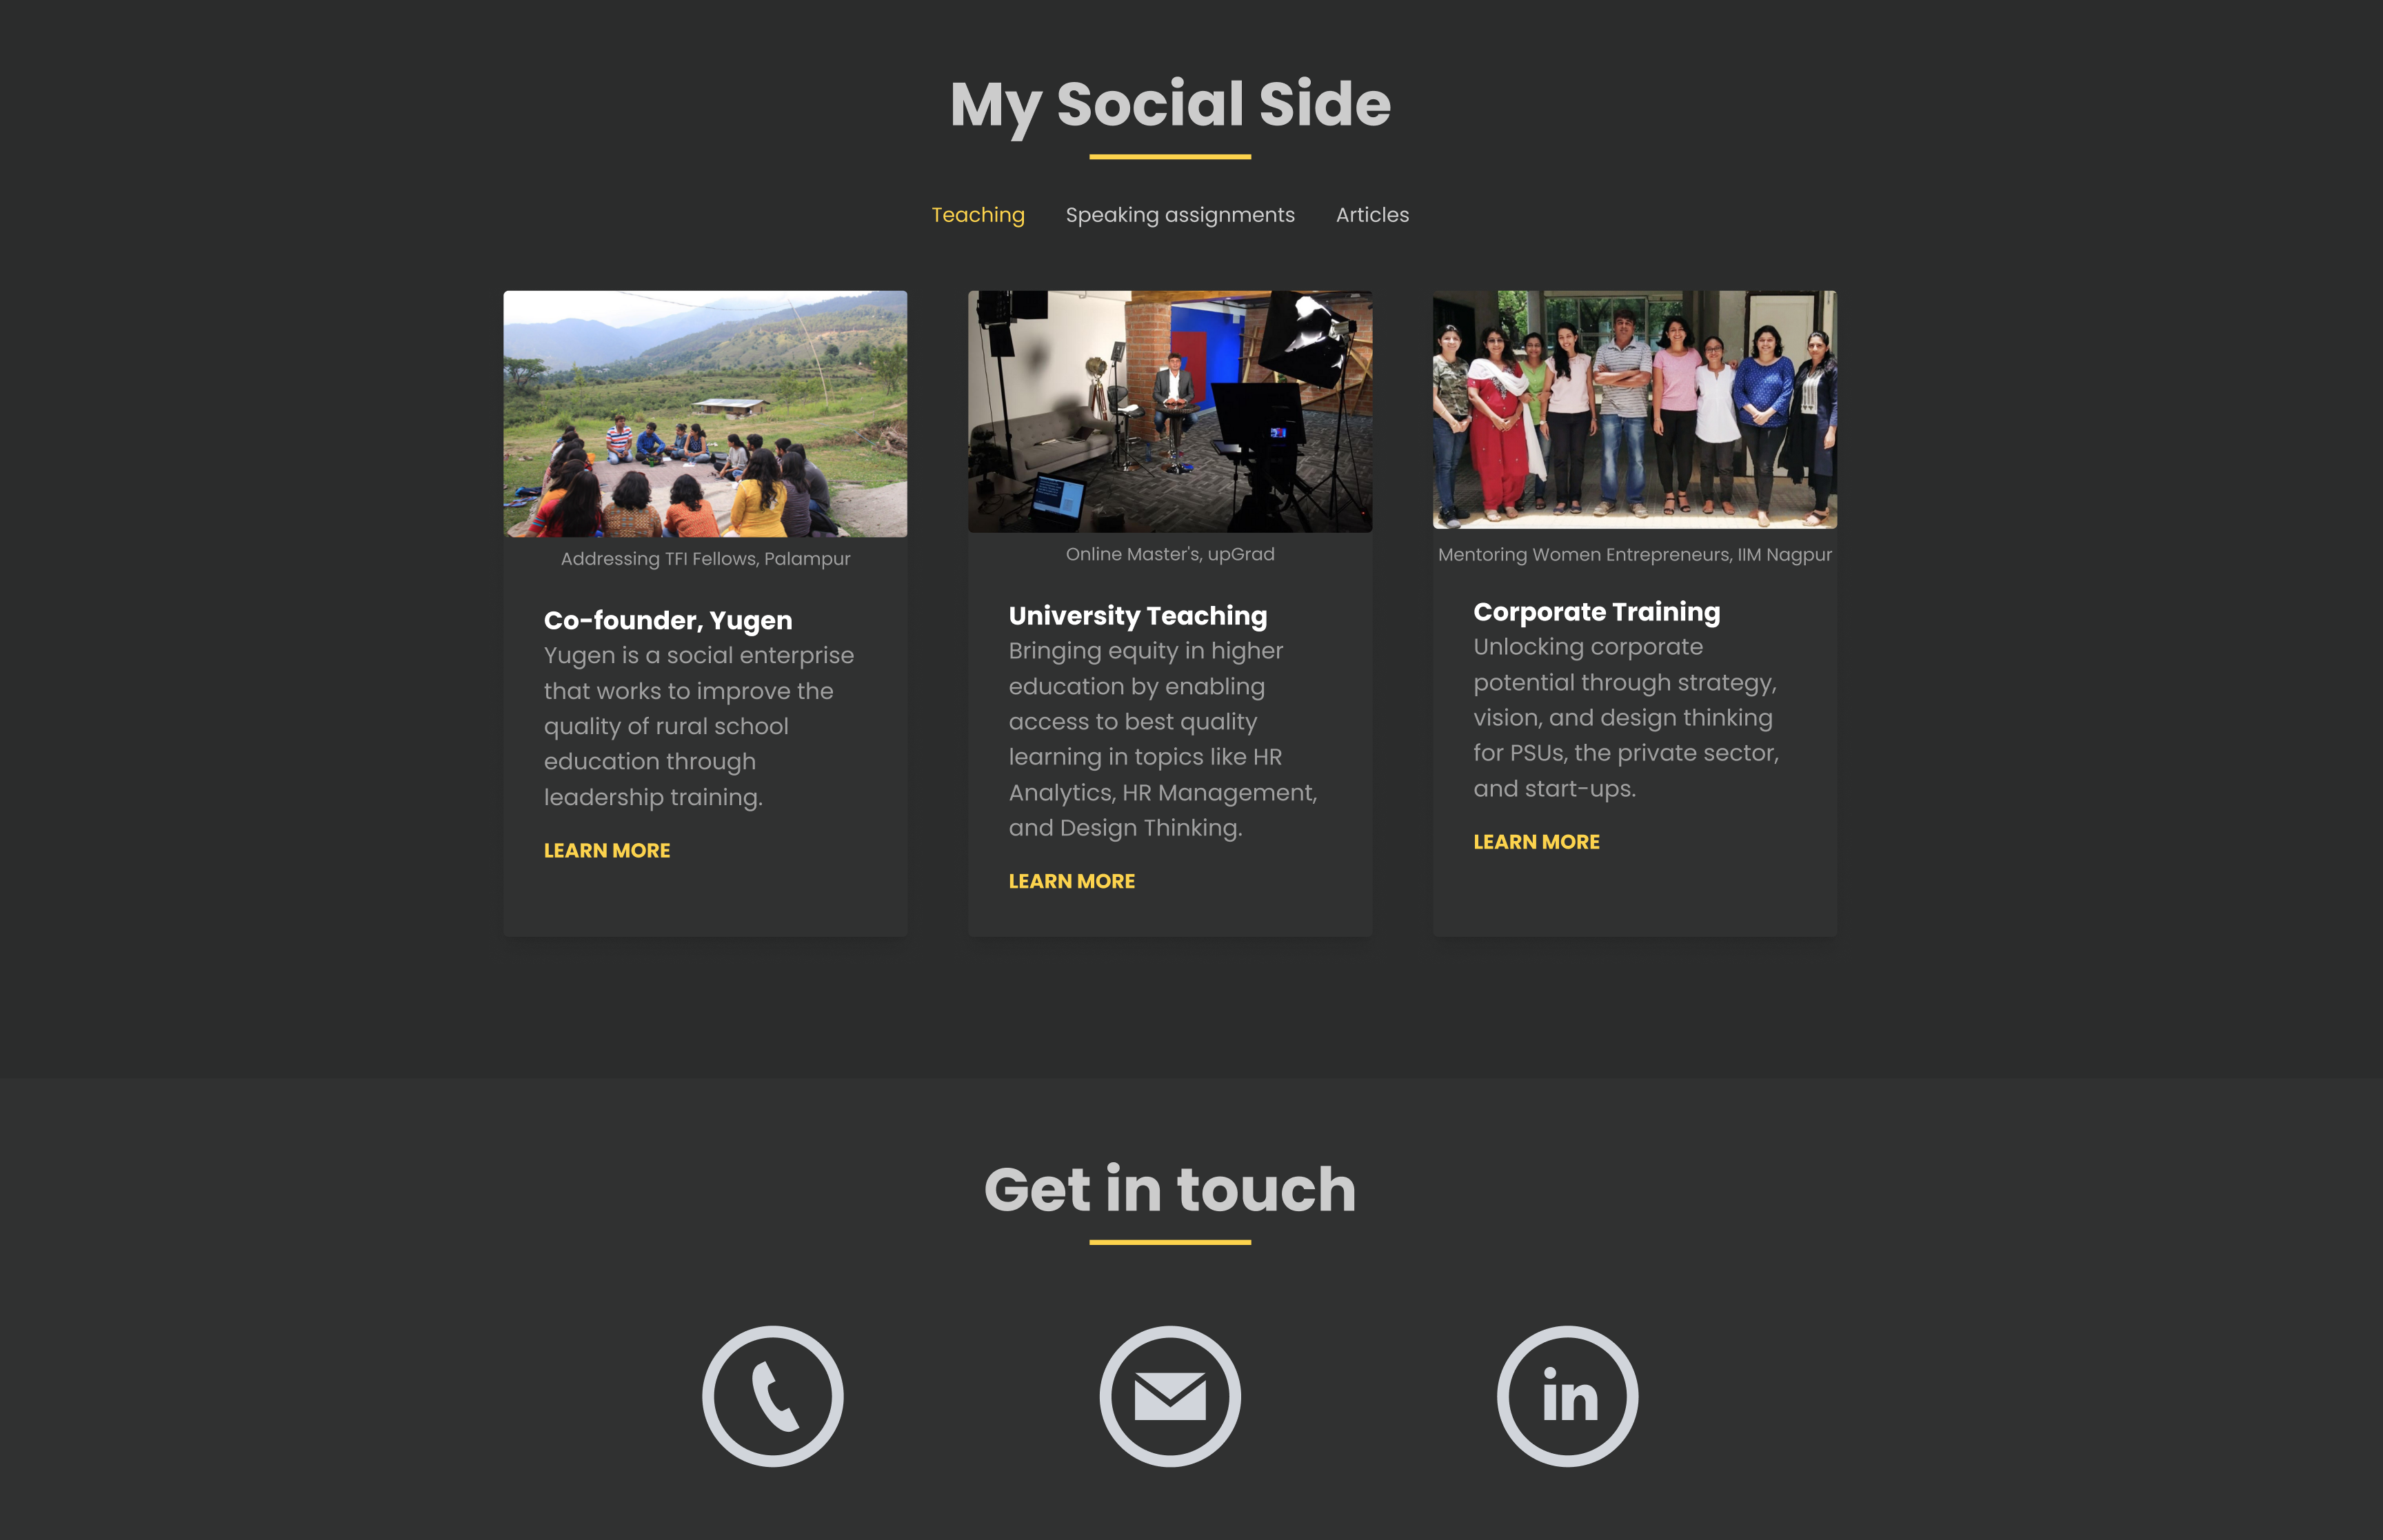 My Social Side
Teaching
Speaking assignments
Articles
Addressing TFI Fellows, Palampur
Co-founder, Yugen
Yugen is a social enterprise
that works to improve the
quality of rural school
education through
leadership training.
LEARN MORE
Online Master's, upGrad
University Teaching
Bringing equity in higher
education by enabling
access to best quality
learning in topics like HR
Analytics, HR Management,
and Design Thinking.
LEARN MORE
Mentoring Women Entrepreneurs, IIM Nagpur
Corporate Training
Unlocking corporate
potential through strategy,
vision, and design thinking
for PSUs, the private sector,
and start-ups.
LEARN MORE
Get in touch
in